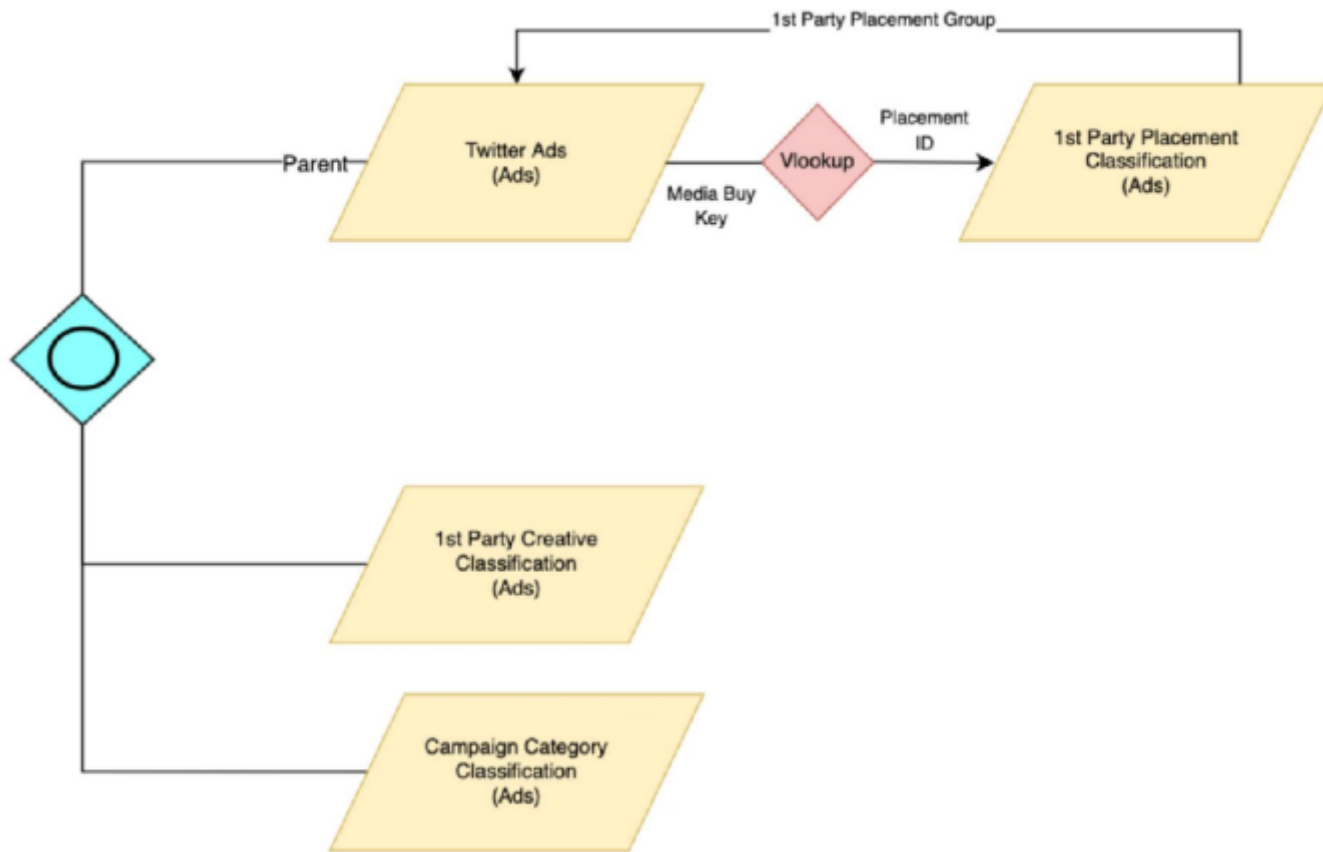 1st Party Placement Group
Parent
Twitter Ads
(Ads)
Media Buy
Key
Vlookup
Placement
ID
1st Party Placement
Classification
(Ads)
1st Party Creative
Classification
(Ads)
Campaign Category
Classification
(Ads)